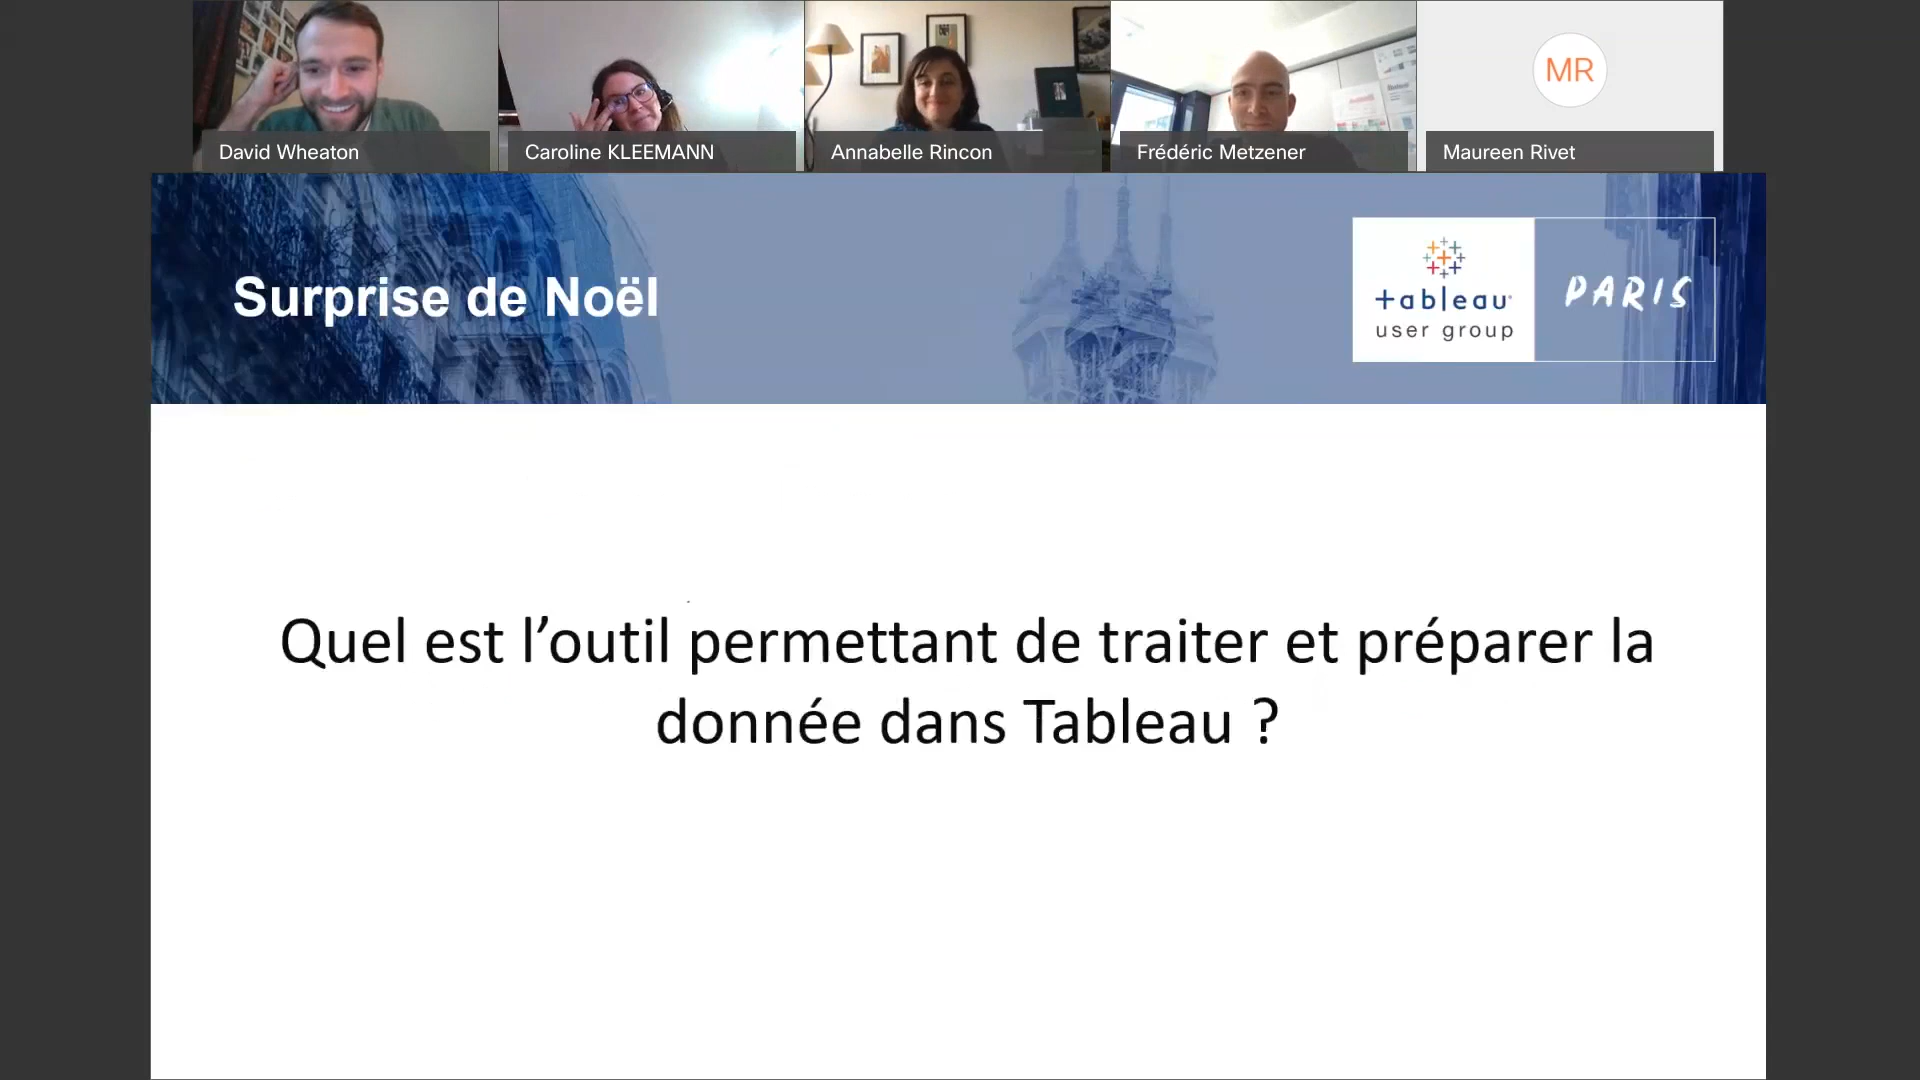 David Wheaton
Caroline KLEEMANN
Annabelle Rincon
Frédéric Metzener
MR
Maureen Rivet
Surprise de Noël
+ableau
user group
PARIS
Quel est l’outil permettant de traiter et préparer la
donnée dans Tableau ?